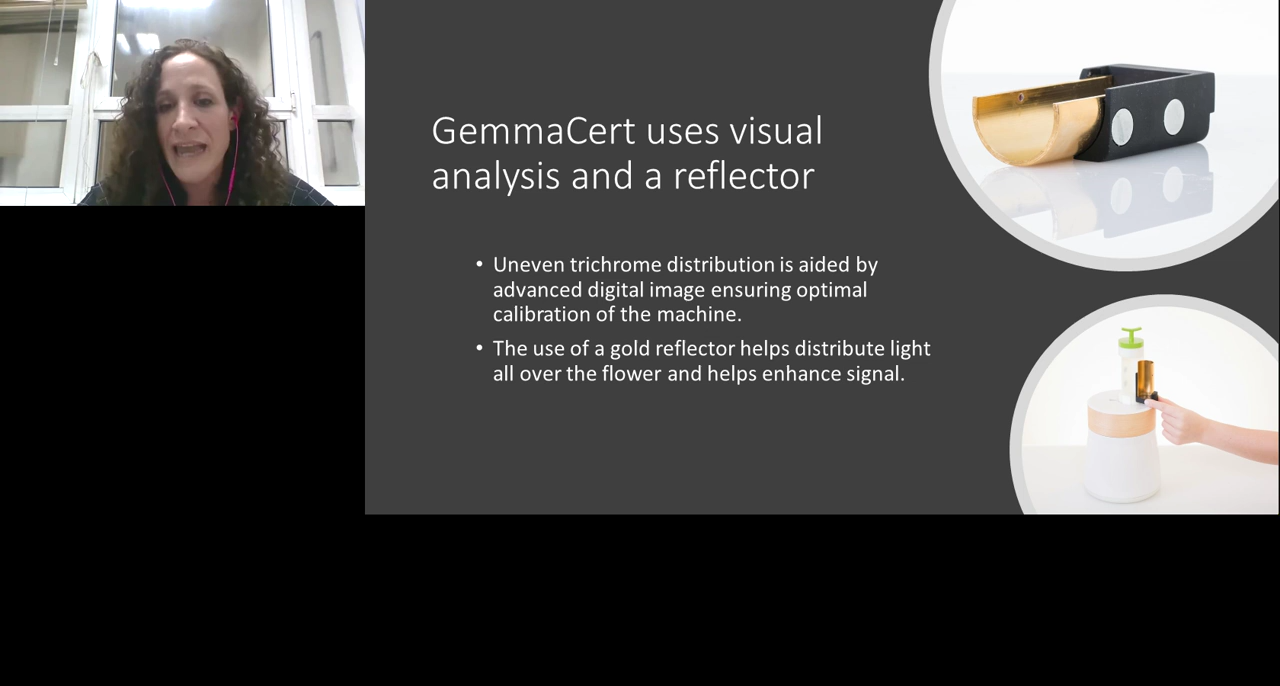 GemmaCert uses visual
analysis and a reflector
• Uneven trichrome distribution is aided by
advanced digital image ensuring optimal
calibration of the machine.
• The use of a gold reflector helps distribute light
all over the flower and helps enhance signal.